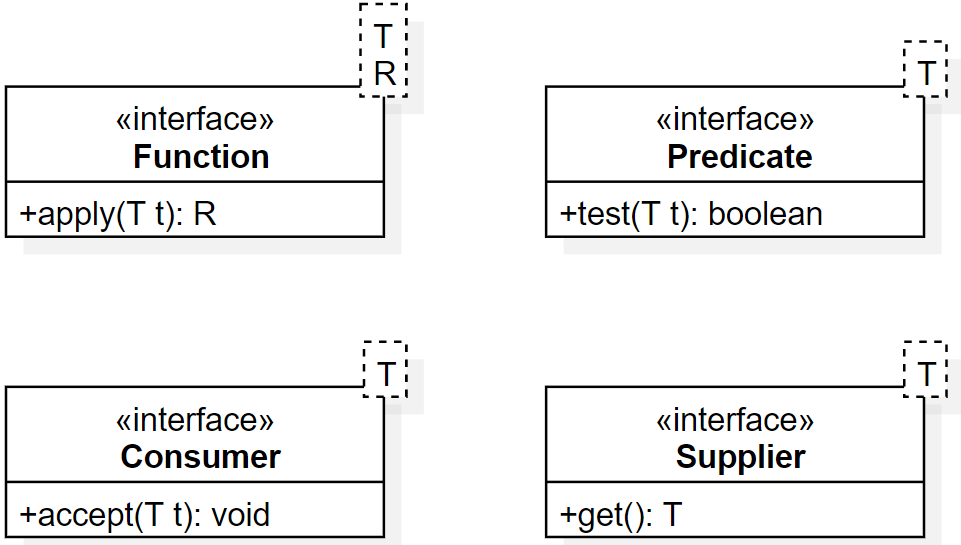 T
R
«interface»
Function
+apply(T t): R
T
«interface»
Predicate
+test(T t): boolean
T
«interface»
Consumer
+accept(T t): void
T
«interface»
Supplier
+get(): T